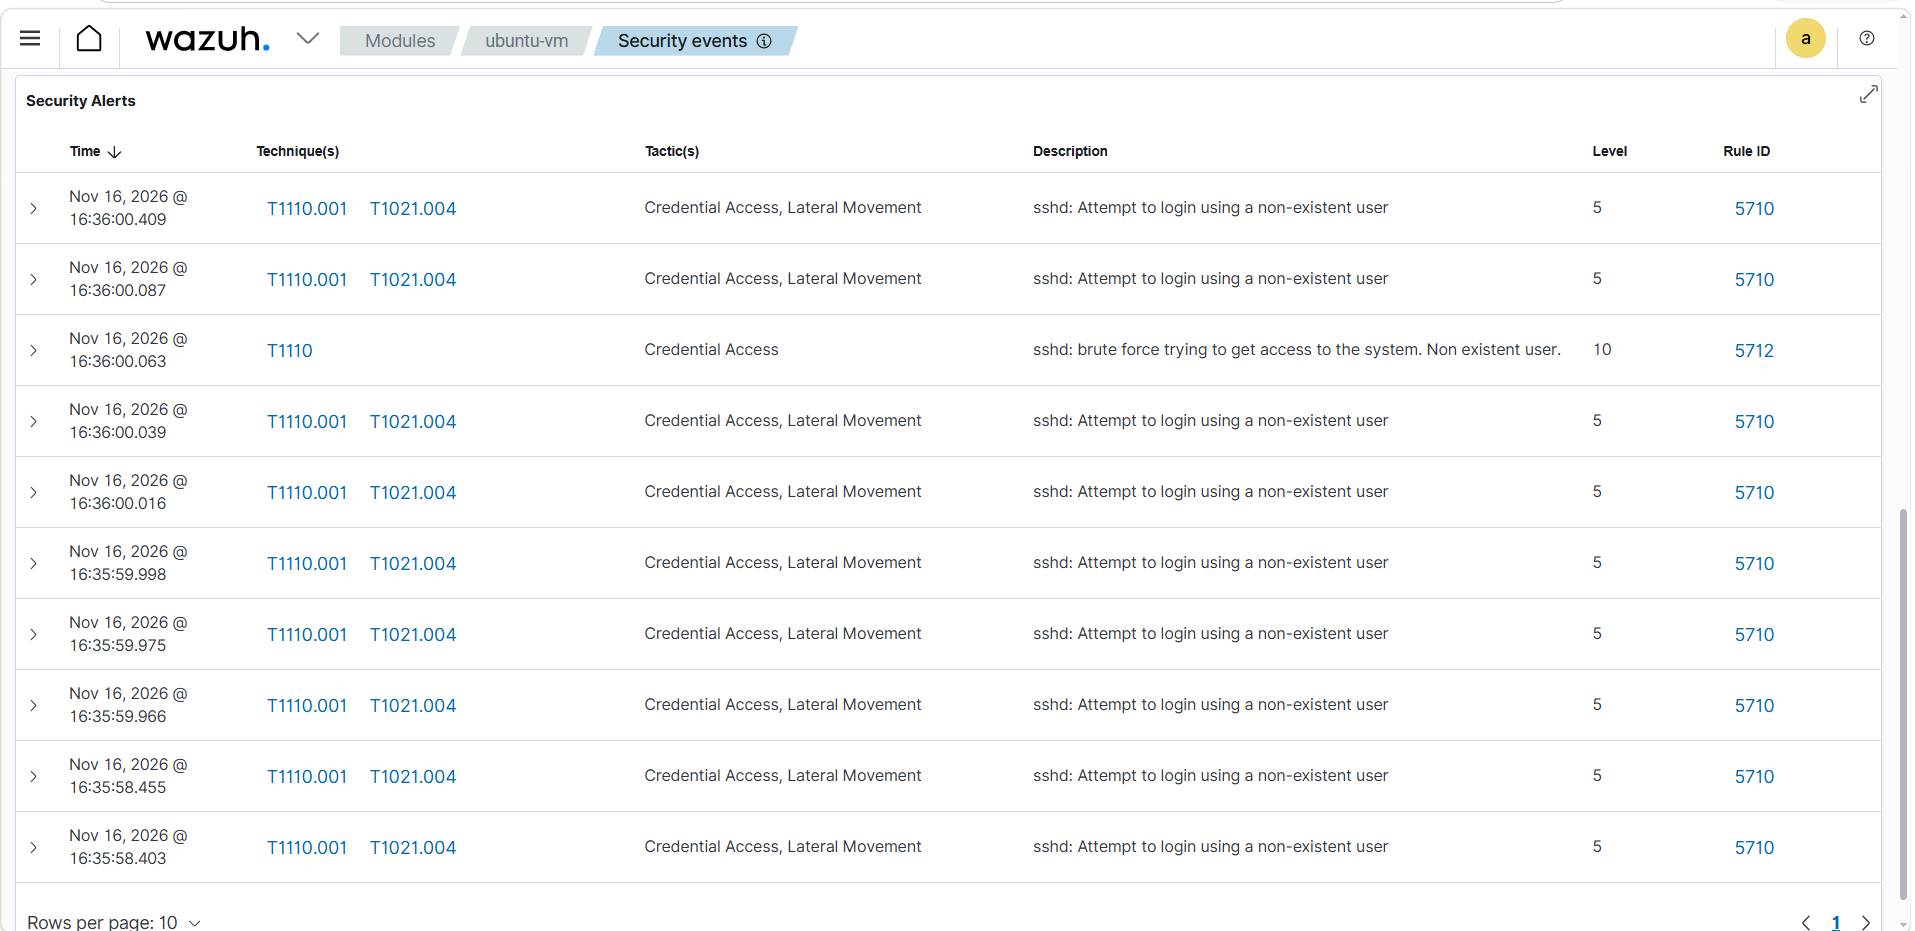 wazuh. Modules ubuntu-vm Security events a
Security Alerts
Time Technique(s) Tactic(s) Description Level Rule ID
Nov 16, 2026 @
16:36:00.409
T1110.001 T1021.004 Credential Access, Lateral Movement sshd: Attempt to login using a non-existent user 5 5710
Nov 16, 2026 @
16:36:00.087
T1110.001 T1021.004 Credential Access, Lateral Movement sshd: Attempt to login using a non-existent user 5 5710
Nov 16, 2026 @
16:36:00.063
T1110 Credential Access sshd: brute force trying to get access to the system. Non existent user. 10 5712
Nov 16, 2026 @
16:36:00.039
T1110.001 T1021.004 Credential Access, Lateral Movement sshd: Attempt to login using a non-existent user 5 5710
Nov 16, 2026 @
16:36:00.016
T1110.001 T1021.004 Credential Access, Lateral Movement sshd: Attempt to login using a non-existent user 5 5710
Nov 16, 2026 @
16:35:59.998
T1110.001 T1021.004 Credential Access, Lateral Movement sshd: Attempt to login using a non-existent user 5 5710
Nov 16, 2026 @
16:35:59.975
T1110.001 T1021.004 Credential Access, Lateral Movement sshd: Attempt to login using a non-existent user 5 5710
Nov 16, 2026 @
16:35:59.966
T1110.001 T1021.004 Credential Access, Lateral Movement sshd: Attempt to login using a non-existent user 5 5710
Nov 16, 2026 @
16:35:58.455
T1110.001 T1021.004 Credential Access, Lateral Movement sshd: Attempt to login using a non-existent user 5 5710
Nov 16, 2026 @
16:35:58.403
T1110.001 T1021.004 Credential Access, Lateral Movement sshd: Attempt to login using a non-existent user 5 5710
Rows per page: 10 1